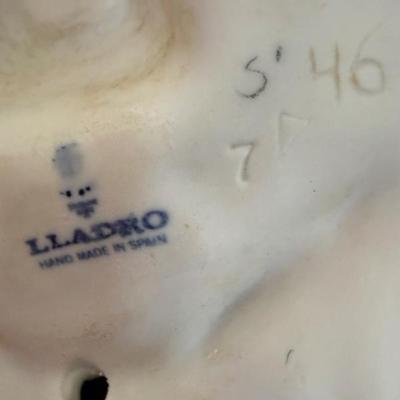 S' 46
7
LLADRO
HAND MADE IN SPAIN